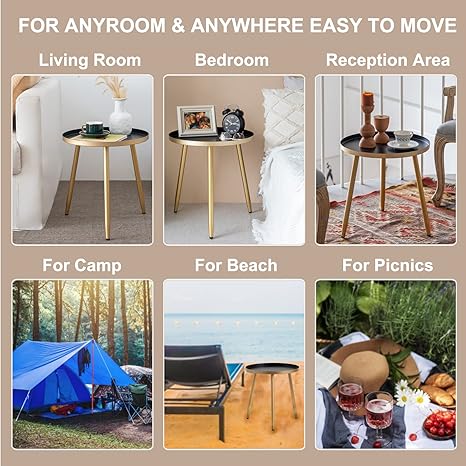 FOR ANYROOM & ANYWHERE EASY TO MOVE
Living Room
Bedroom
Reception Area
For Camp
For Beach
For Picnics